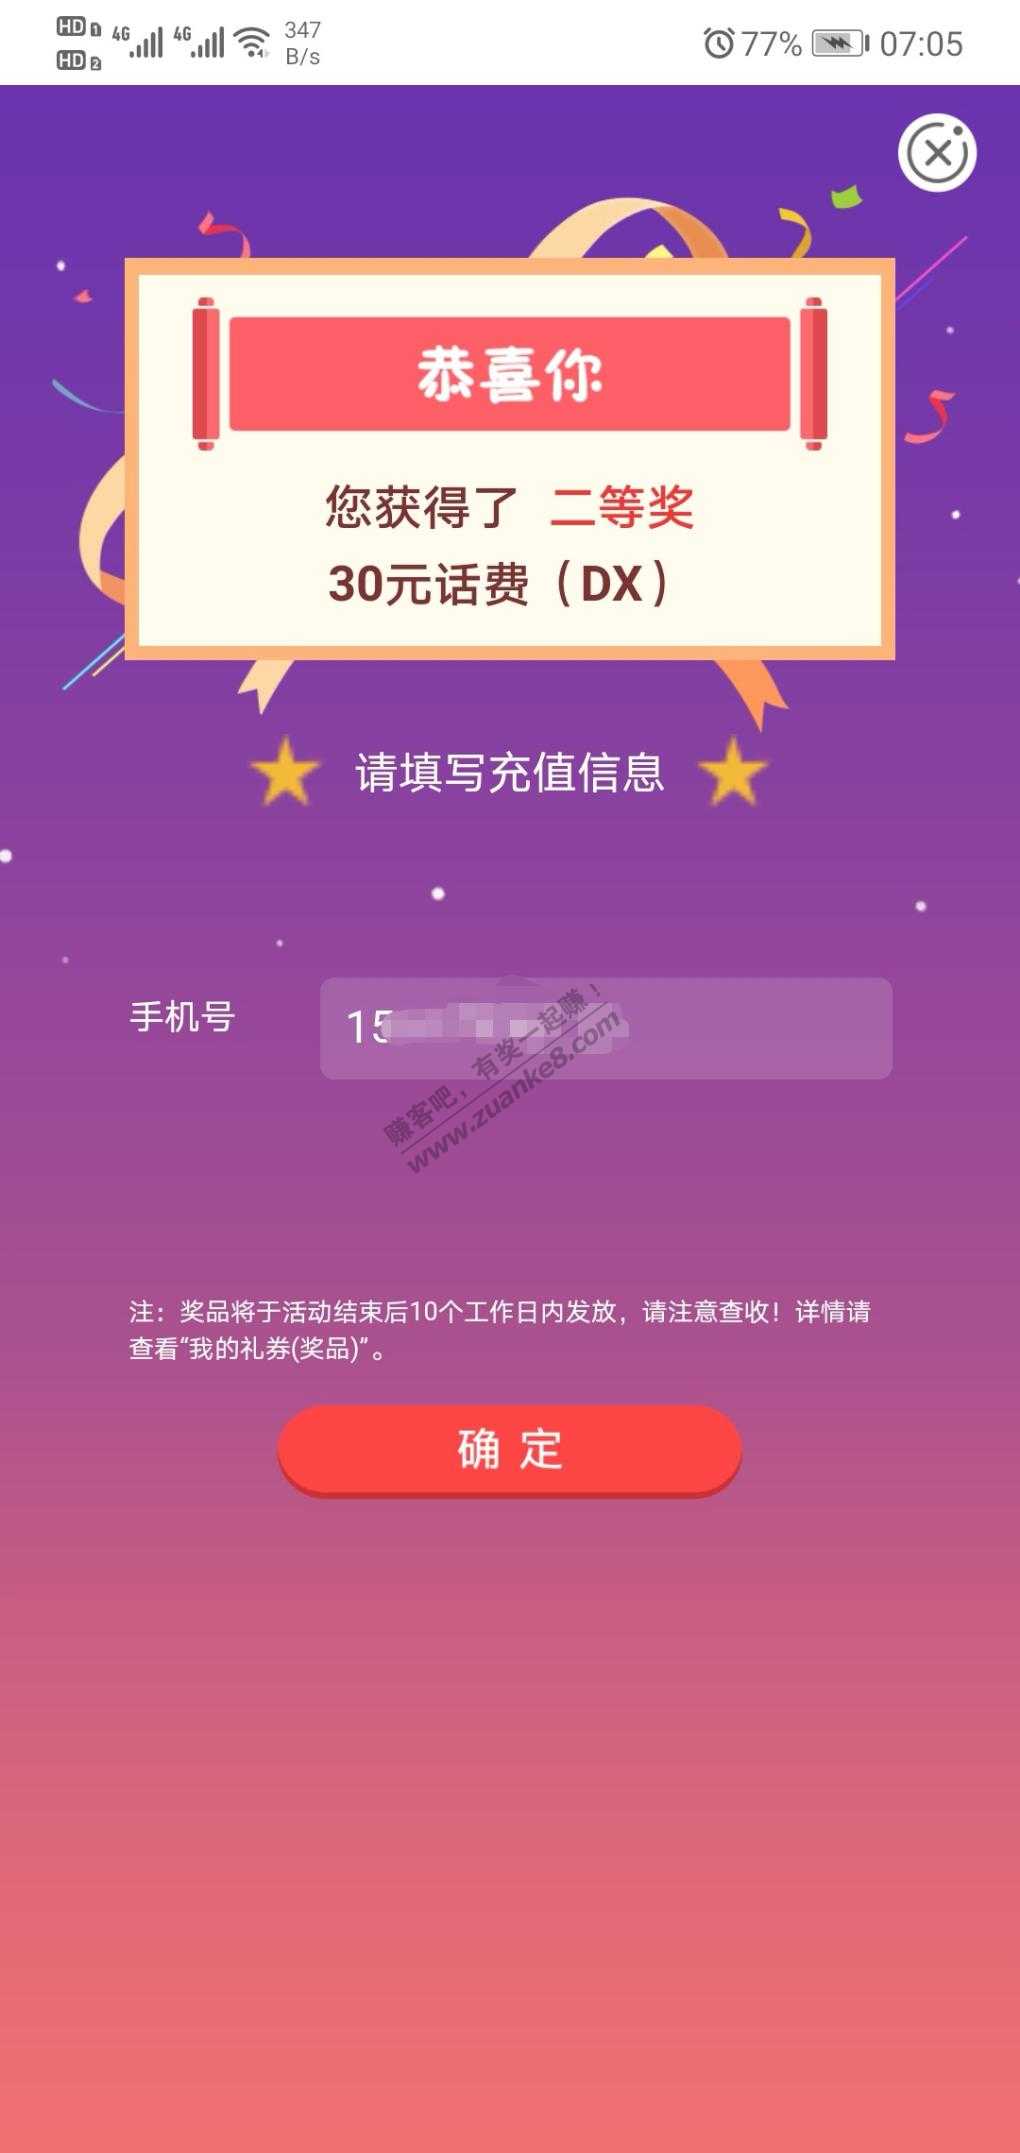 HD 1 4G 4G 347
HD 2 B/s
77% 07:05
恭喜你
您获得了 二等奖
30元话费（DX）
请填写充值信息
手机号
15
赚客吧，有奖一起赚！
www.zuanke8.com
注：奖品将于活动结束后10个工作日内发放，请注意查收！详情请
查看“我的礼券(奖品)”。
确 定